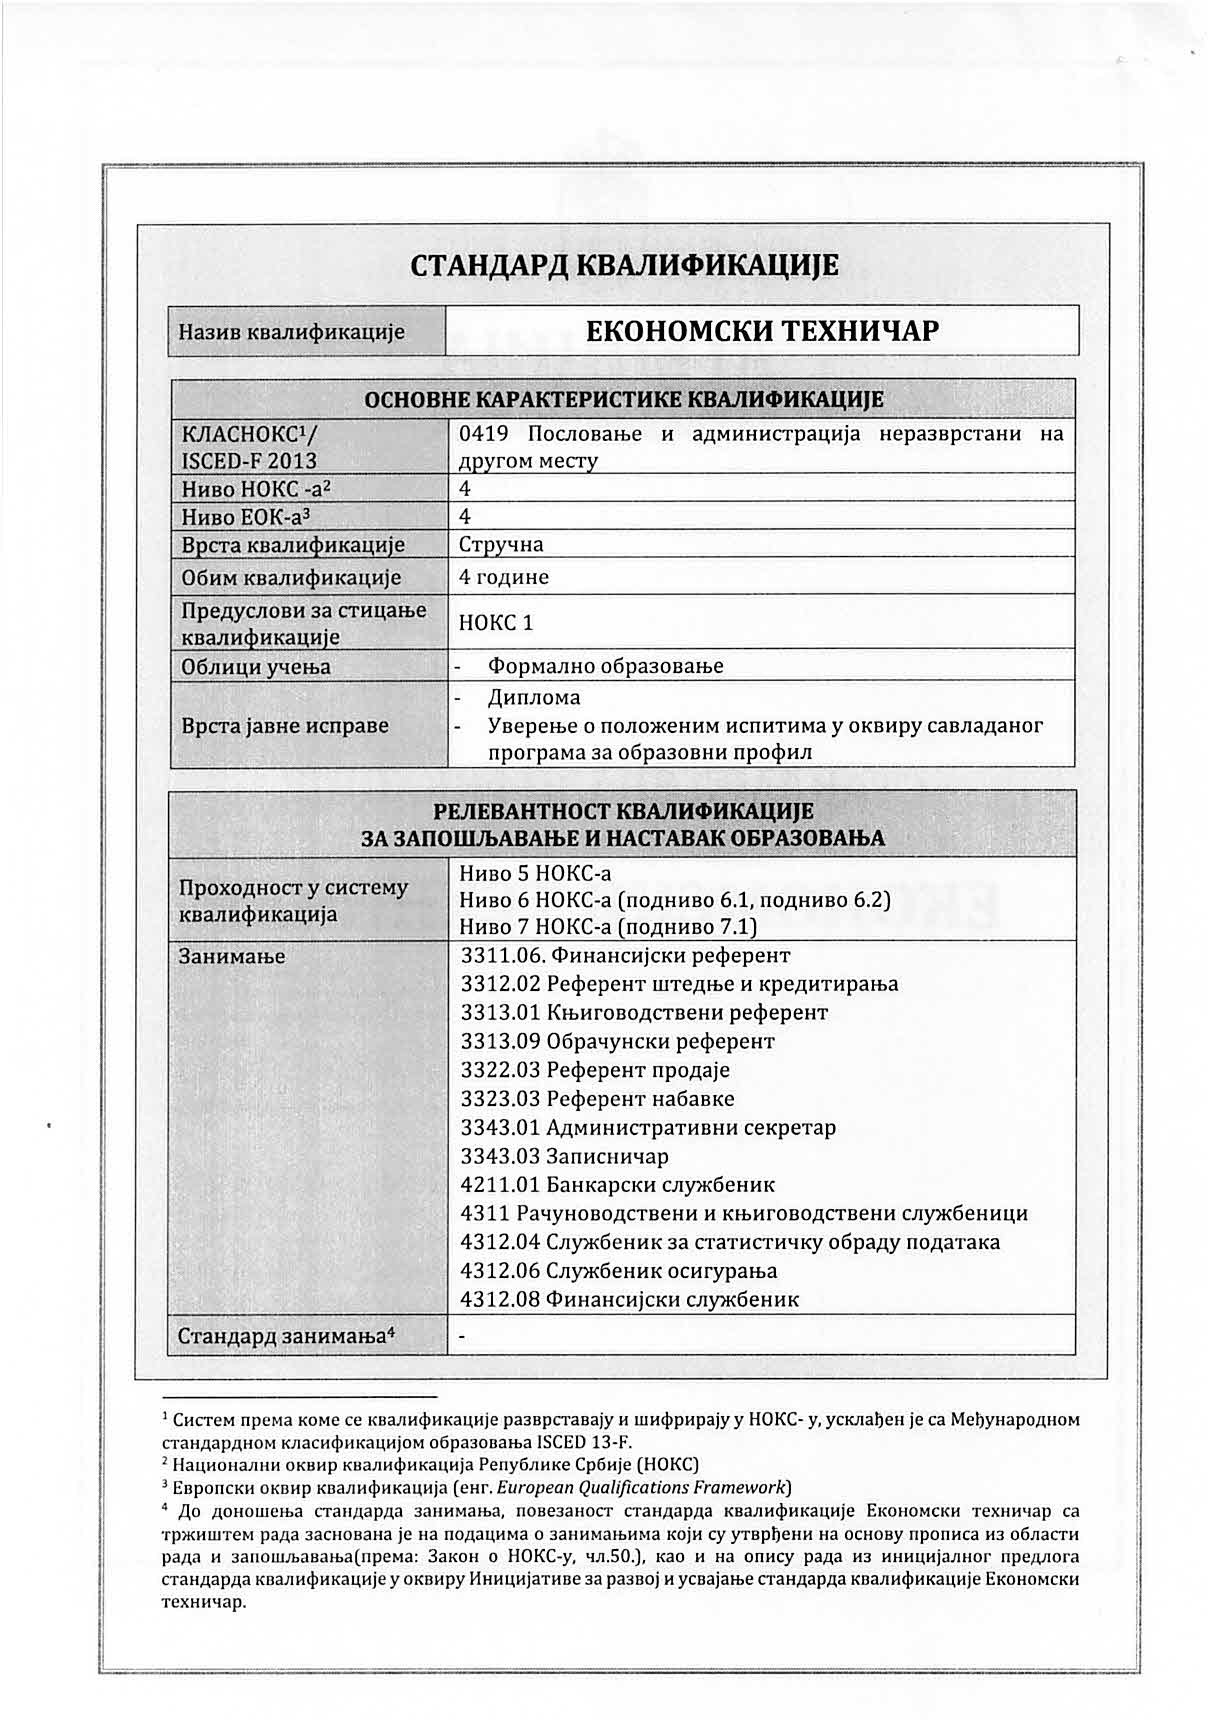 СТАНДАРД КВАЛИФИКАЦИЈЕ
Назив квалификације
ЕКОНОМСКИ ТЕХНИЧАР
ОСНОВНЕ КАРАКТЕРИСТИКЕ КВАЛИФИКАЦИЈЕ
КЛАСНОКС¹/
ISCED-F 2013
0419 Пословање и администрација неразврстани на
другом месту
Ниво НОКС -а²
4
Ниво ЕОК-а³
4
Врста квалификације
Стручна
Обим квалификације
4 године
Предуслови за стицање
квалификације
НОКС 1
Облици учења
- Формално образовање
Врста јавне исправе
- Диплома
- Уверење о положеним испитима у оквиру савладаног
програма за образовни профил
РЕЛЕВАНТНОСТ КВАЛИФИКАЦИЈЕ
ЗА ЗАПОШЉАВАЊЕ И НАСТАВАК ОБРАЗОВАЊА
Проходност у систему
квалификација
Ниво 5 НОКС-а
Ниво 6 НОКС-а (подниво 6.1, подниво 6.2)
Ниво 7 НОКС-а (подниво 7.1)
Занимање
3311.06. Финансијски референт
3312.02 Референт штедње и кредитирања
3313.01 Књиговодствени референт
3313.09 Обрачунски референт
3322.03 Референт продаје
3323.03 Референт набавке
3343.01 Административни секретар
3343.03 Записничар
4211.01 Банкарски службеник
4311 Рачуноводствени и књиговодствени службеници
4312.04 Службеник за статистичку обраду података
4312.06 Службеник осигурања
4312.08 Финансијски службеник
Стандард занимања⁴
-
¹ Систем према коме се квалификације разврставају и шифрирају у НОКС- у, усклађен је са Међународном
стандардном класификацијом образовања ISCED 13-F.
² Национални оквир квалификација Републике Србије (НОКС)
³ Европски оквир квалификација (енг. European Qualifications Framework)
⁴ До доношења стандарда занимања, повезаност стандарда квалификације Економски техничар са
тржиштем рада заснована је на подацима о занимањима који су утврђени на основу прописа из области
рада и запошљавања(према: Закон о НОКС-у, чл.50.), као и на опису рада из иницијалног предлога
стандарда квалификације у оквиру Иницијативе за развој и усвајање стандарда квалификације Економски
техничар.